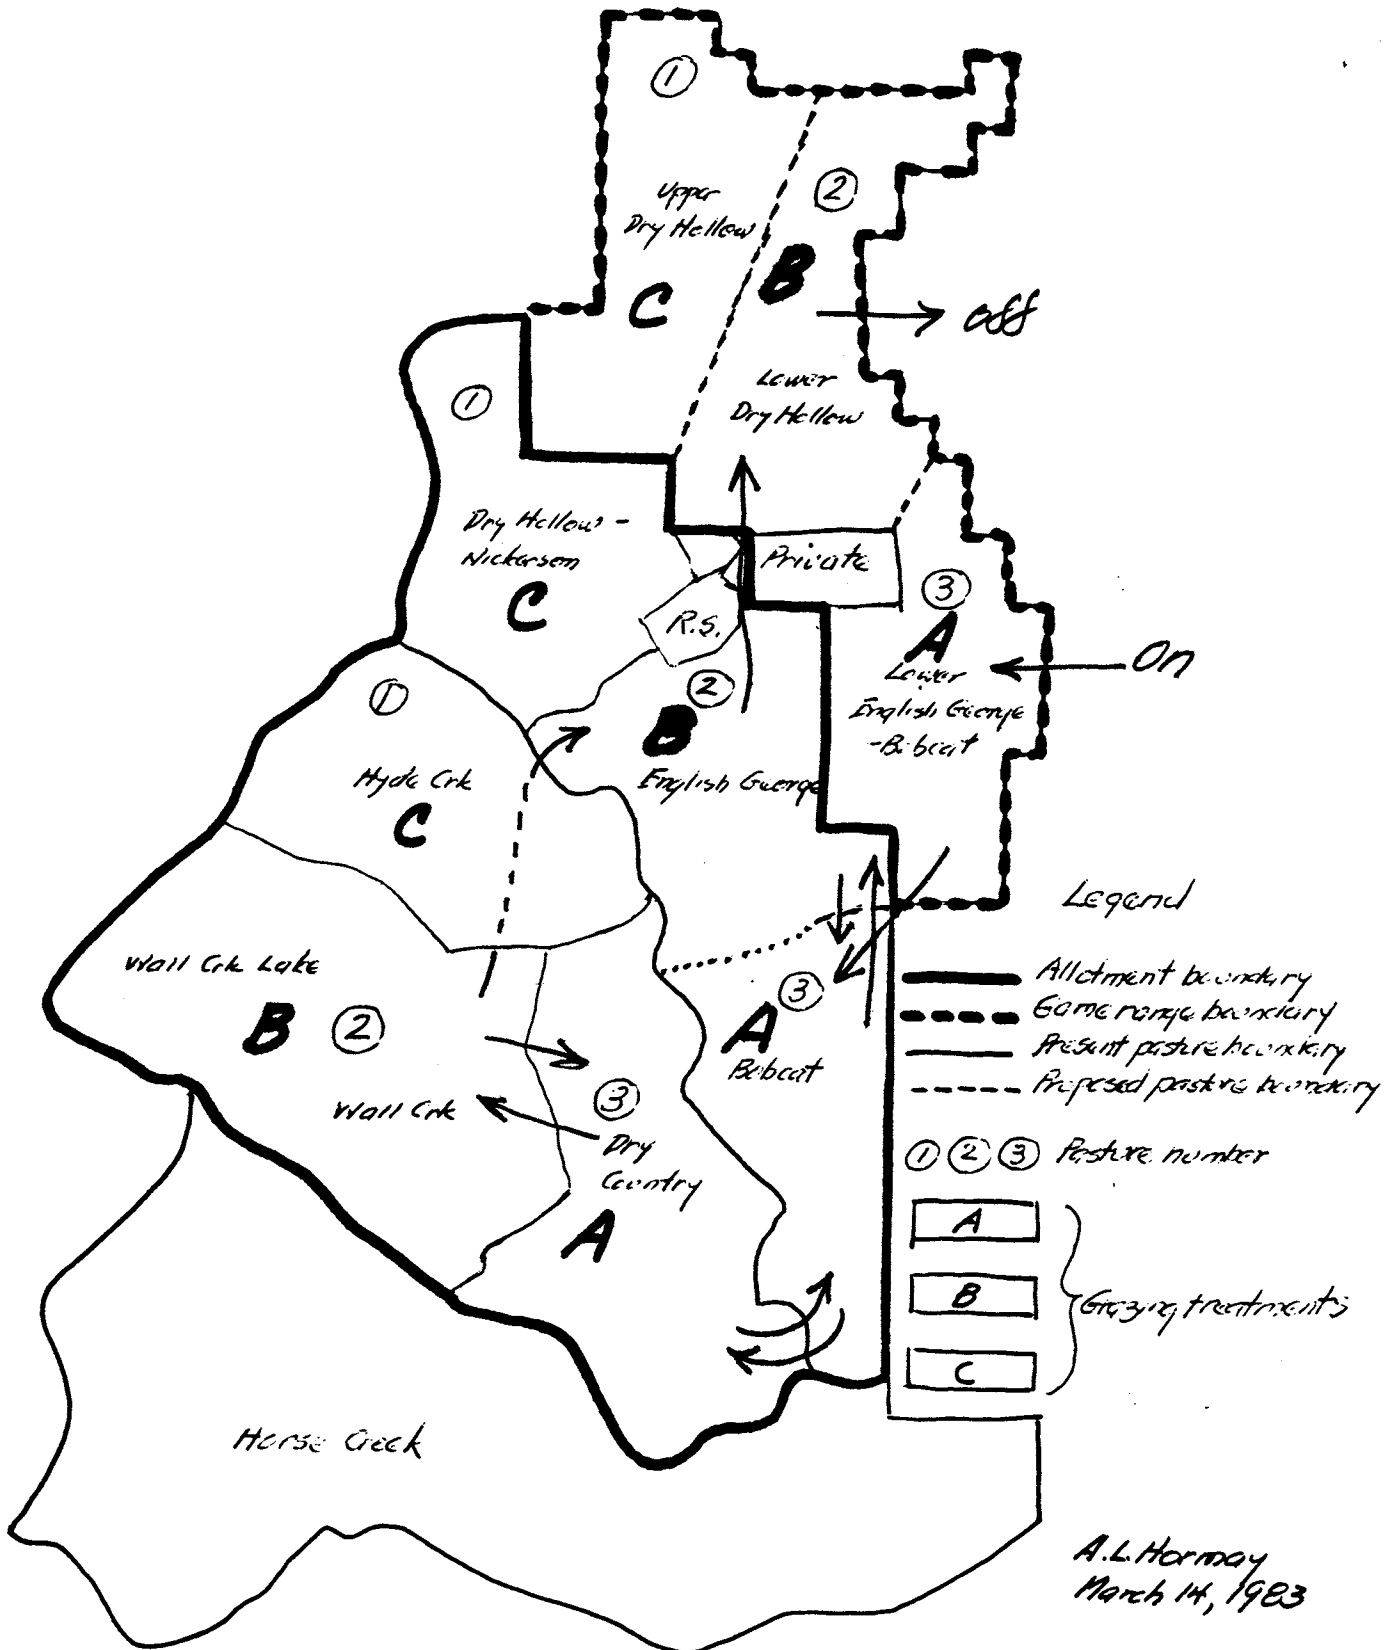 1
Upper
Dry Hollow
C
2
B
off
Lower
Dry Hollow
1
Dry Hollow -
Nickerson
C
Private
R.S.
3
A
Lower
English George
-Bobcat
On
2
B
English George
1
Hyde Crk
C
Wall Crk Lake
B 2
Wall Crk
3
Dry
Country
A
3
A
Bobcat
Horse Creek
Legend
Allotment boundary
Game range boundary
Present pasture boundary
Proposed pasture boundary
1 2 3 Pasture number
A
B
C
Grazing treatments
A.L. Hormay
March 14, 1983